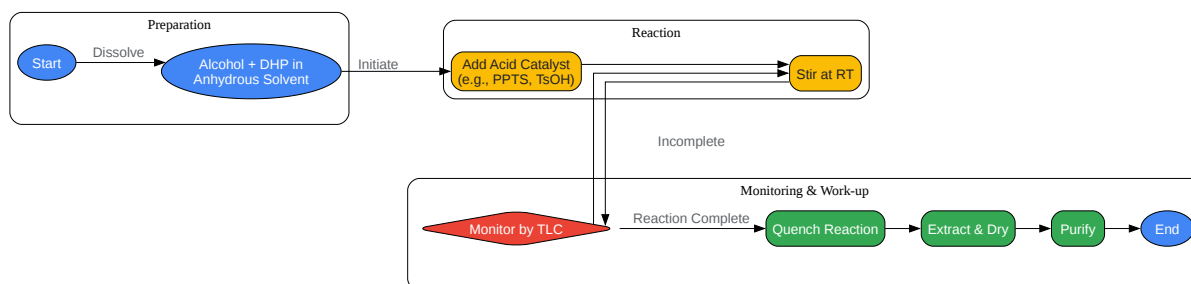 Preparation
Start
Dissolve
Alcohol + DHP in
Anhydrous Solvent
Initiate
Reaction
Add Acid Catalyst
(e.g., PPTS, TsOH)
Stir at RT
Incomplete
Monitoring & Work-up
Monitor by TLC
Reaction Complete
Quench Reaction
Extract & Dry
Purify
End